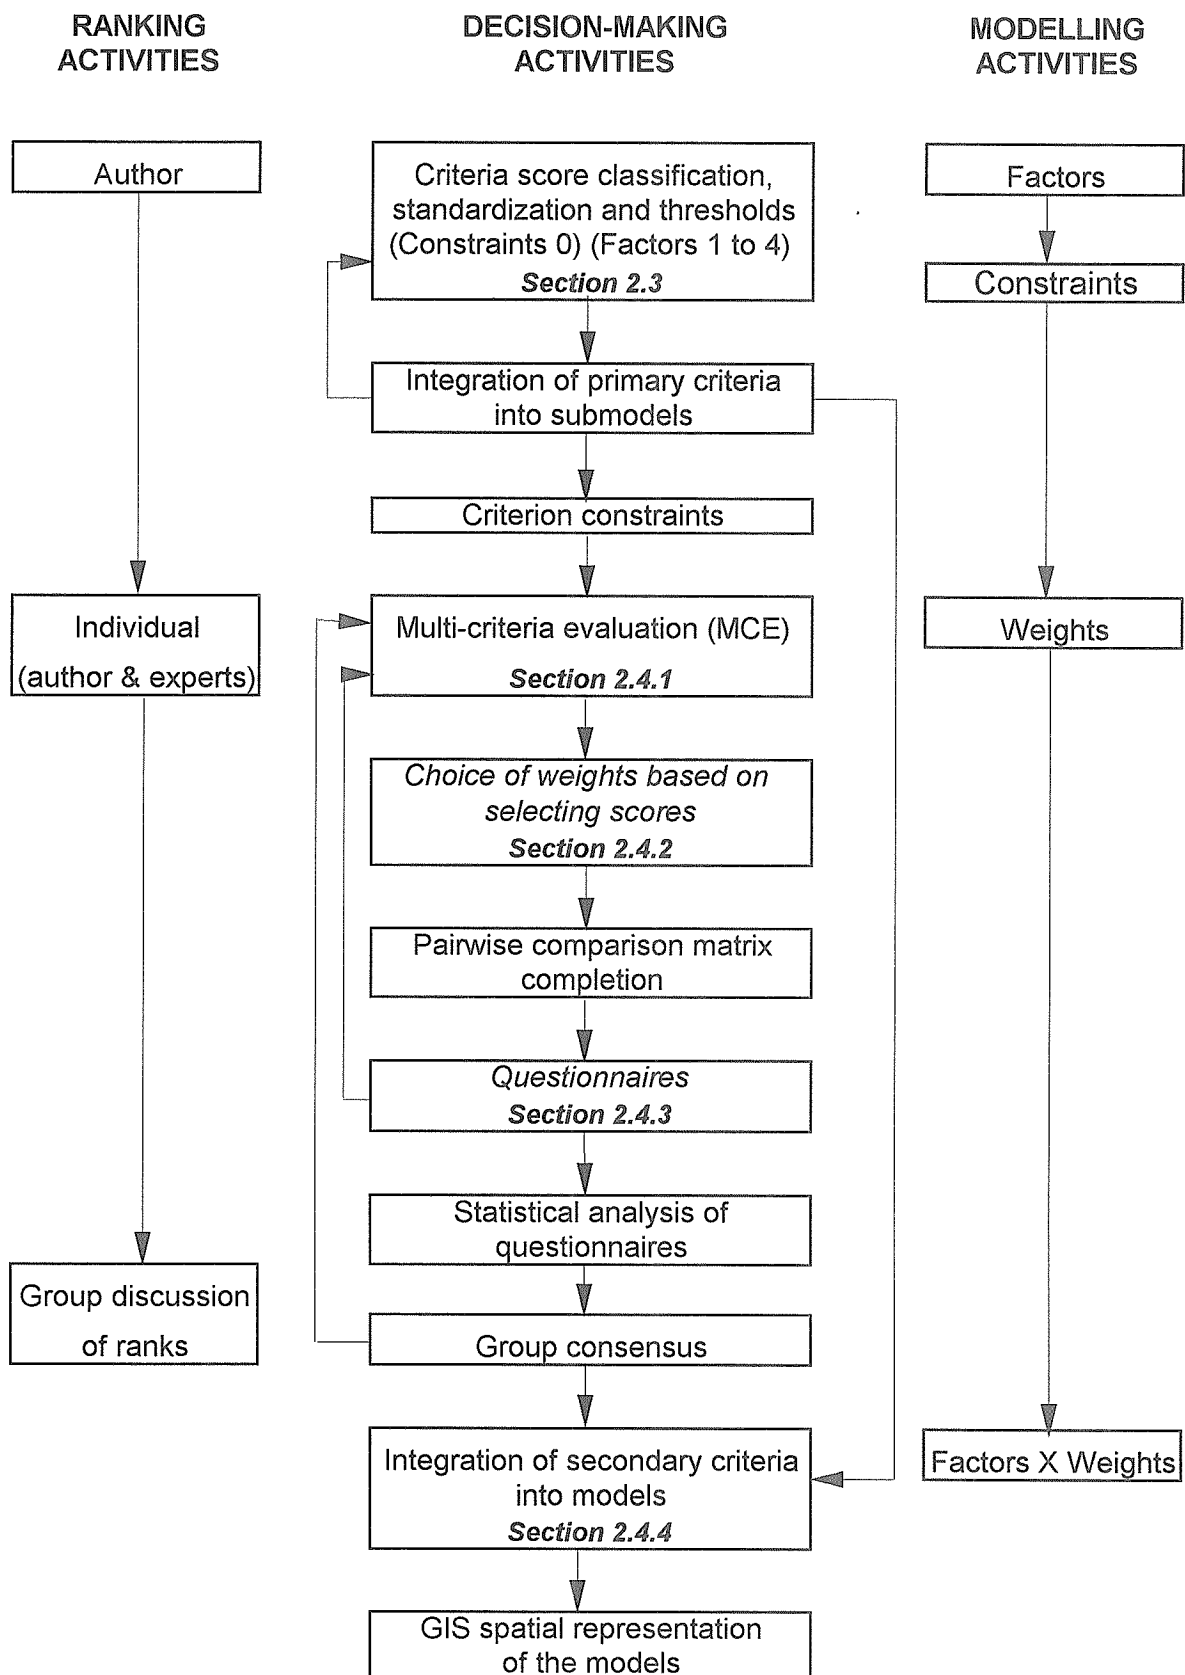 RANKING
ACTIVITIES
Author
Individual
(author & experts)
Group discussion
of ranks
DECISION-MAKING
ACTIVITIES
Criteria score classification,
standardization and thresholds
(Constraints 0) (Factors 1 to 4)
Section 2.3
Integration of primary criteria
into submodels
Criterion constraints
Multi-criteria evaluation (MCE)
Section 2.4.1
Choice of weights based on
selecting scores
Section 2.4.2
Pairwise comparison matrix
completion
Questionnaires
Section 2.4.3
Statistical analysis of
questionnaires
Group consensus
Integration of secondary criteria
into models
Section 2.4.4
GIS spatial representation
of the models
MODELLING
ACTIVITIES
Factors
Constraints
Weights
Factors X Weights